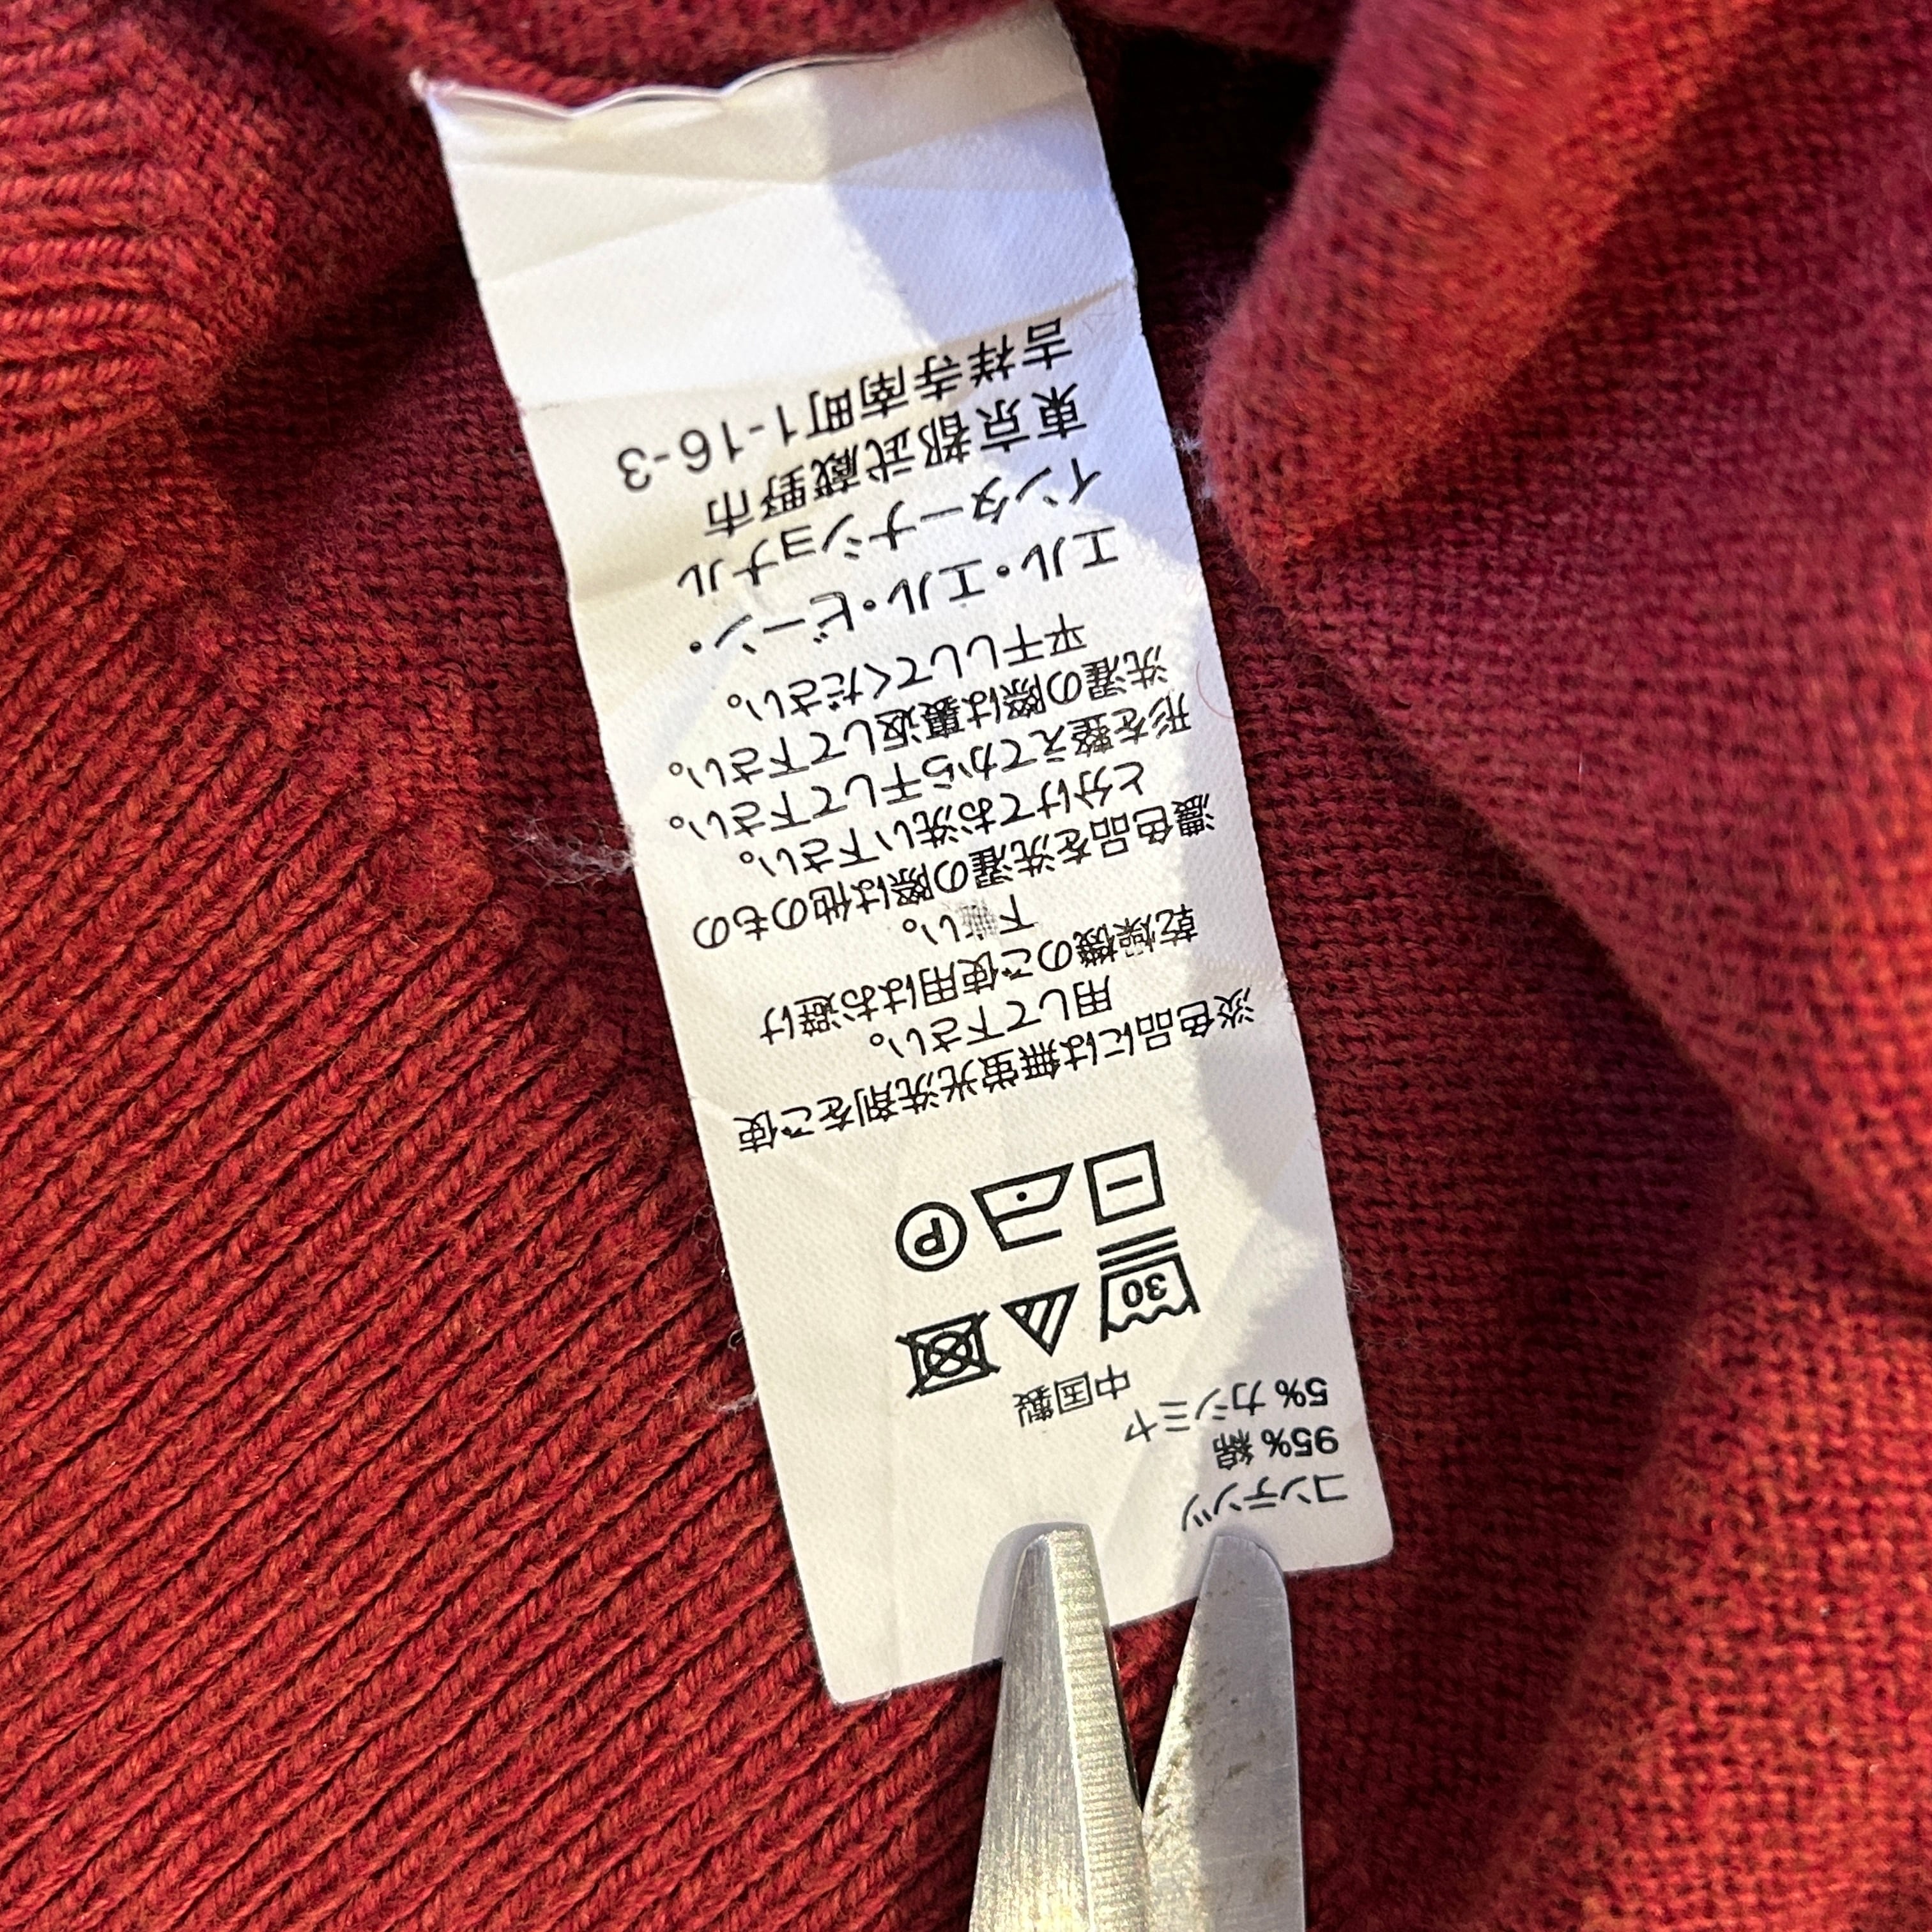 コンテンツ
95% 綿
5% カシミヤ
中国製
30
P
淡色品には無蛍光洗剤をご使
用して下さい。
乾燥機のご使用はお避け
下さい。
濃色品を洗濯の際は他のもの
と分けてお洗い下さい。
形を整えてから干して下さい。
洗濯の際は裏返して下さい。
平干ししてください。
エル・エル・ビーン・
インターナショナル
東京都武蔵野市
吉祥寺南町1-16-3